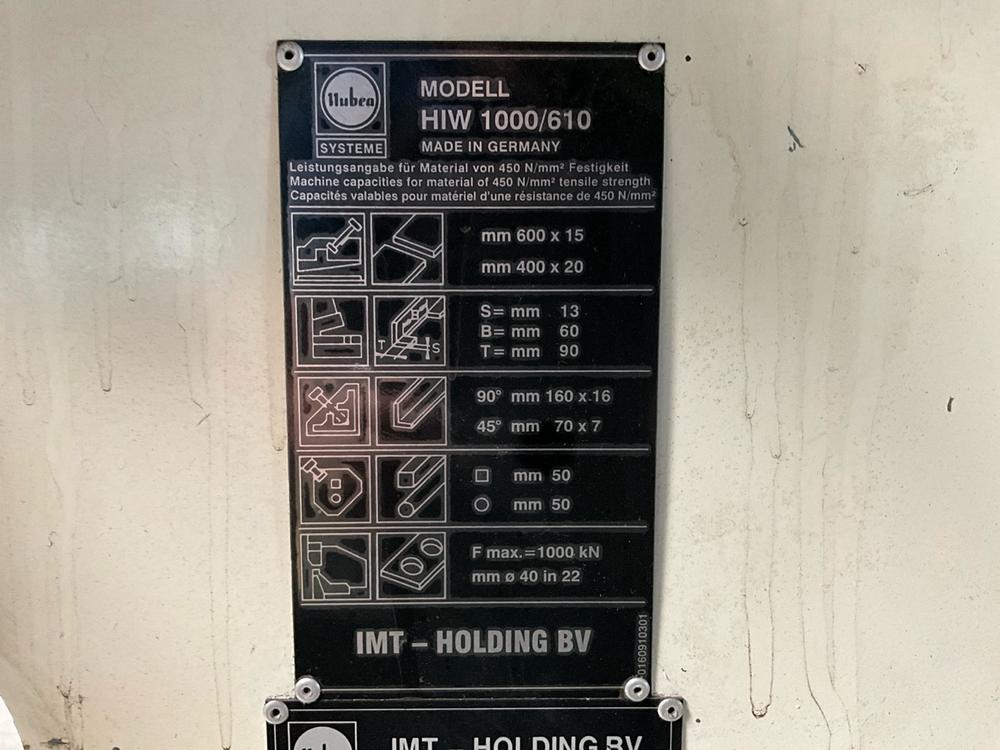 Mubea
SYSTEME
MODELL
HIW 1000/610
MADE IN GERMANY
Leistungsangabe für Material von 450 N/mm² Festigkeit
Machine capacities for material of 450 N/mm² tensile strength
Capacités valables pour matériel d'une résistance de 450 N/mm²
mm 600 x 15
mm 400 x 20
B
T S
S= mm 13
B= mm 60
T= mm 90
90° mm 160 x 16
45° mm 70 x 7
mm 50
mm 50
F max.=1000 kN
mm ø 40 in 22
IMT – HOLDING BV
0160910301
Mubea
IMT – HOLDING BV